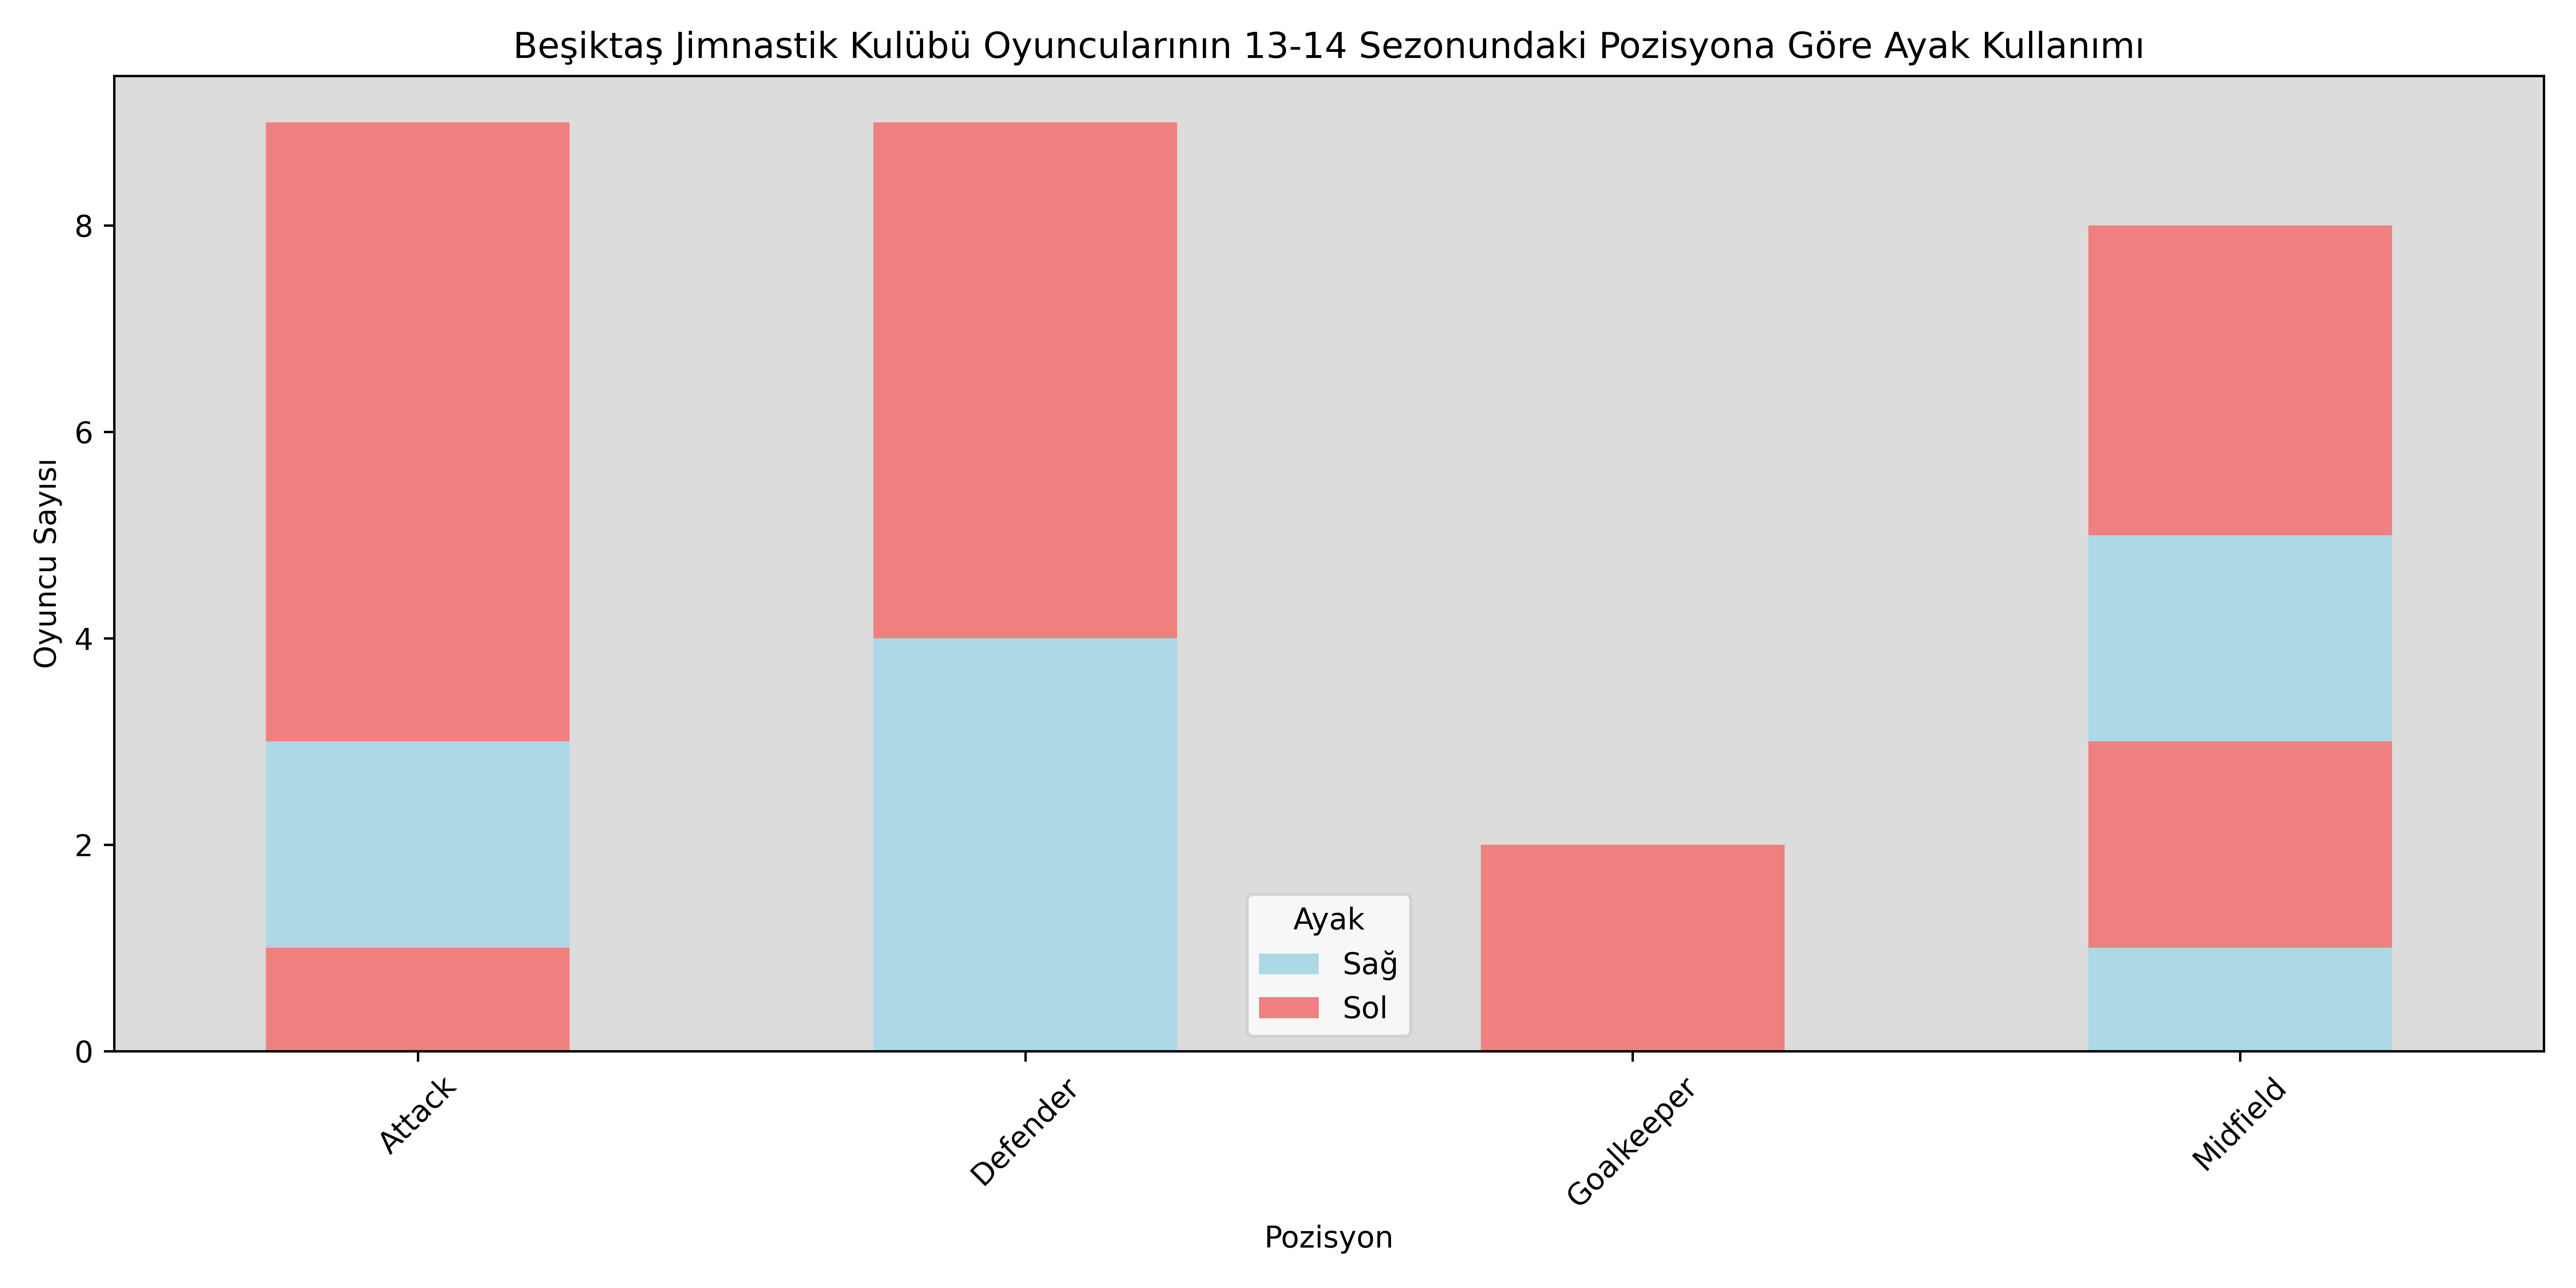 Beşiktaş Jimnastik Kulübü Oyuncularının 13-14 Sezonundaki Pozisyona Göre Ayak Kullanımı
Oyuncu Sayısı
8
6
4
2
0
Ayak
Sağ
Sol
Attack
Defender
Goalkeeper
Midfield
Pozisyon